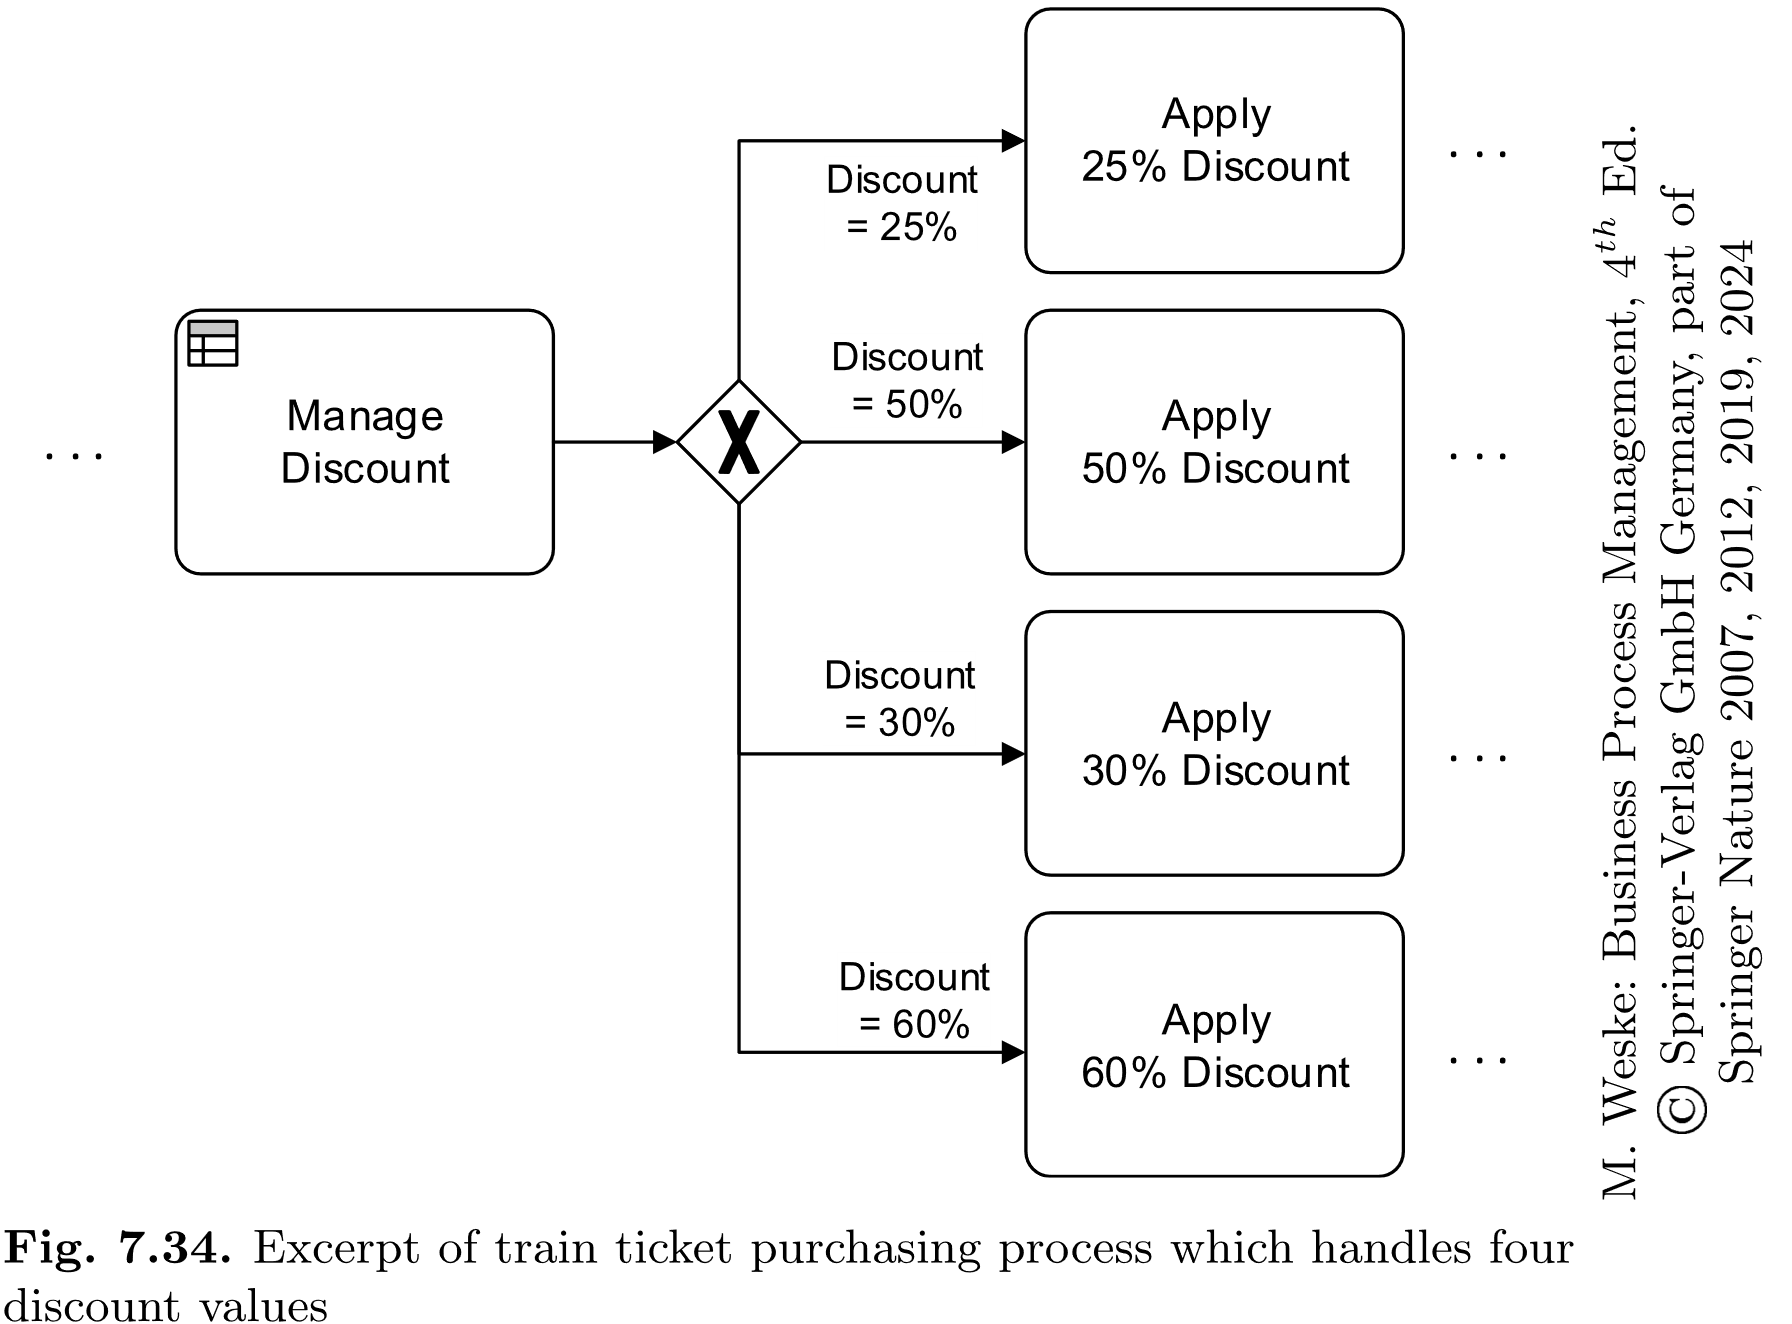 Apply
25% Discount
. . .
Discount
= 25%
Manage
Discount
. . .
X
Discount
= 50%
Apply
50% Discount
. . .
Discount
= 30%
Apply
30% Discount
. . .
Discount
= 60%
Apply
60% Discount
. . .
M. Weske: Business Process Management, 4th Ed.
© Springer-Verlag GmbH Germany, part of
Springer Nature 2007, 2012, 2019, 2024
Fig. 7.34. Excerpt of train ticket purchasing process which handles four
discount values